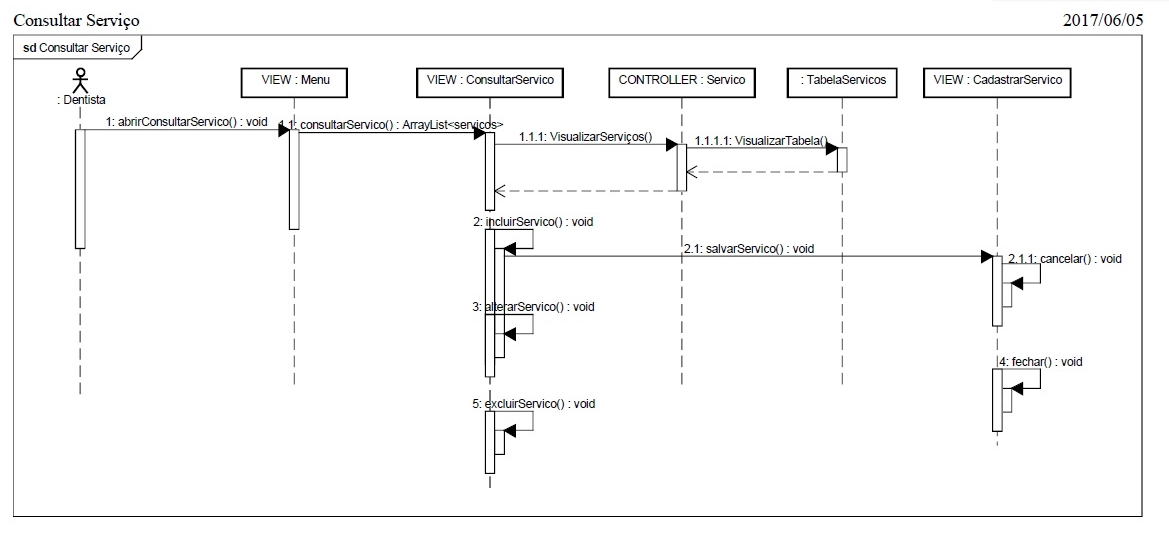 Consultar Serviço
2017/06/05
sd Consultar Serviço
: Dentista
VIEW : Menu
VIEW : ConsultarServico
CONTROLLER : Servico
: TabelaServicos
VIEW : CadastrarServico
1: abrirConsultarServico() : void
1.1: consultarServico() : ArrayList<servicos>
1.1.1: VisualizarServiços()
1.1.1.1: VisualizarTabela()
2: incluirServico() : void
2.1: salvarServico() : void
2.1.1: cancelar() : void
3: alterarServico() : void
4: fechar() : void
5: excluirServico() : void